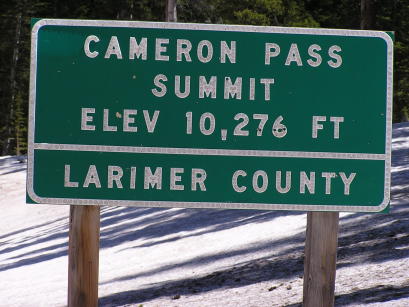 CAMERON PASS
SUMMIT
ELEV 10,276 FT
LARIMER COUNTY